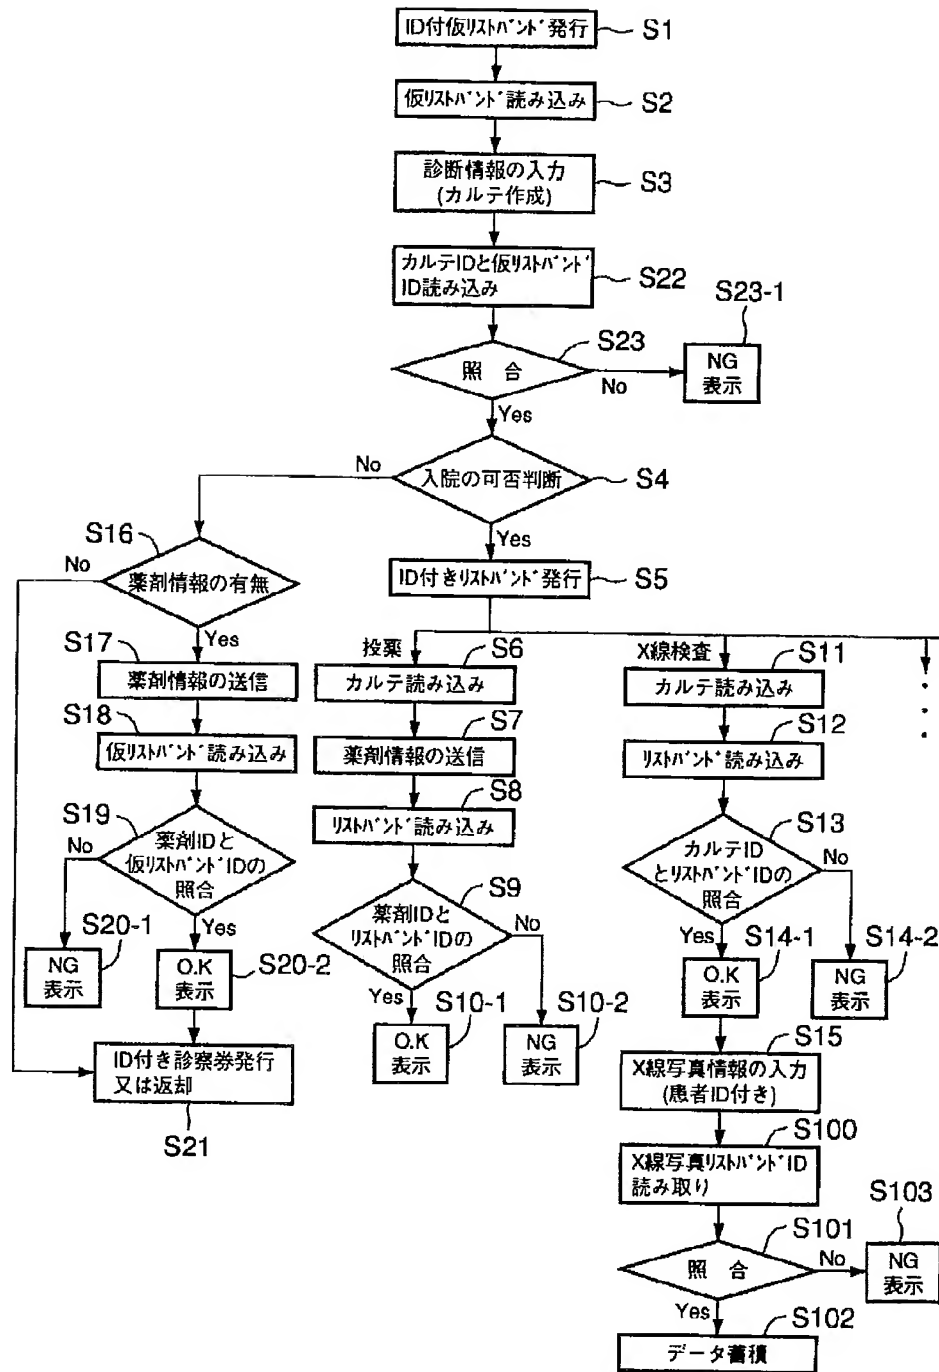 ID付仮ﾘｽﾄﾊﾞﾝﾄﾞ発行
S1
仮ﾘｽﾄﾊﾞﾝﾄﾞ読み込み
S2
診断情報の入力
(カルテ作成)
S3
カルテIDと仮ﾘｽﾄﾊﾞﾝﾄﾞ
ID読み込み
S22
S23-1
S23
照 合
NG
表示
No
Yes
No
入院の可否判断
S4
Yes
S16
No
薬剤情報の有無
ID付きﾘｽﾄﾊﾞﾝﾄﾞ発行
S5
Yes
S17
薬剤情報の送信
S18
仮ﾘｽﾄﾊﾞﾝﾄﾞ読み込み
S19
薬剤IDと
仮ﾘｽﾄﾊﾞﾝﾄﾞIDの
照合
No
Yes
S20-1
NG
表示
O.K
表示
S20-2
ID付き診察券発行
又は返却
S21
投薬
S6
カルテ読み込み
S7
薬剤情報の送信
S8
ﾘｽﾄﾊﾞﾝﾄﾞ読み込み
S9
薬剤IDと
ﾘｽﾄﾊﾞﾝﾄﾞIDの
照合
No
Yes
S10-1
O.K
表示
S10-2
NG
表示
X線検査
S11
カルテ読み込み
S12
ﾘｽﾄﾊﾞﾝﾄﾞ読み込み
S13
カルテID
とﾘｽﾄﾊﾞﾝﾄﾞIDの
照合
No
Yes
S14-1
O.K
表示
S14-2
NG
表示
S15
X線写真情報の入力
(患者ID付き)
S100
X線写真ﾘｽﾄﾊﾞﾝﾄﾞID
読み取り
S101
照 合
No
S103
NG
表示
Yes
S102
データ蓄積